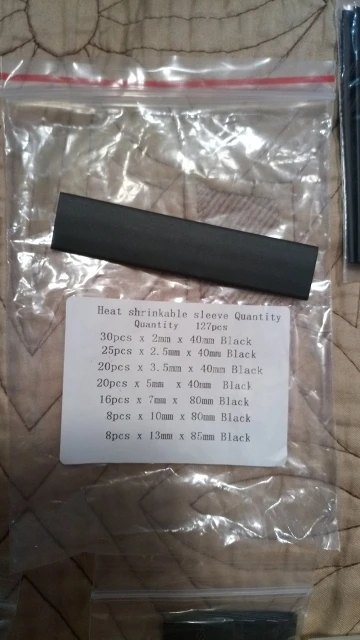 Heat shrinkable sleeve Quantity
Quantity 127pcs
30pcs x 2mm x 40mm Black
25pcs x 2.5mm x 40mm Black
20pcs x 3.5mm x 40mm Black
20pcs x 5mm x 40mm Black
16pcs x 7mm x 80mm Black
8pcs x 10mm x 80mm Black
8pcs x 13mm x 85mm Black